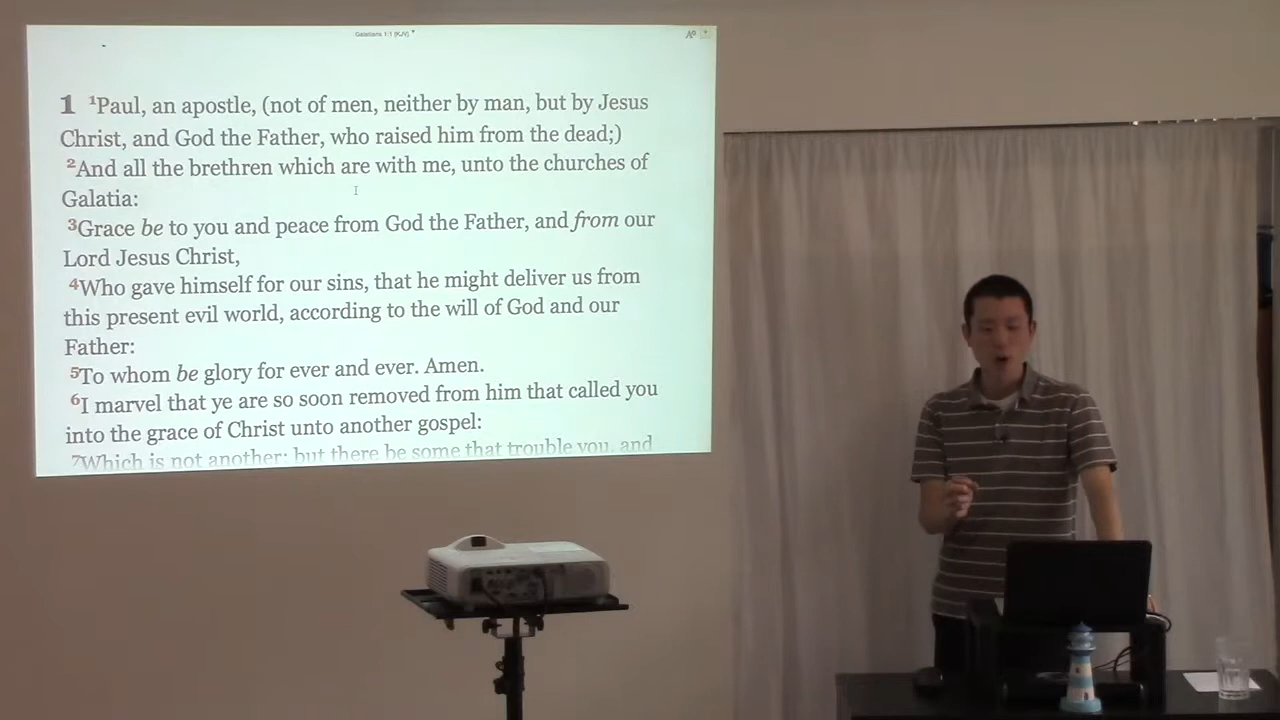 Galatians 1:1 (KJV)
1 ¹Paul, an apostle, (not of men, neither by man, but by Jesus
Christ, and God the Father, who raised him from the dead;)
²And all the brethren which are with me, unto the churches of
Galatia:
³Grace be to you and peace from God the Father, and from our
Lord Jesus Christ,
⁴Who gave himself for our sins, that he might deliver us from
this present evil world, according to the will of God and our
Father:
⁵To whom be glory for ever and ever. Amen.
⁶I marvel that ye are so soon removed from him that called you
into the grace of Christ unto another gospel:
⁷Which is not another; but there be some that trouble you, and